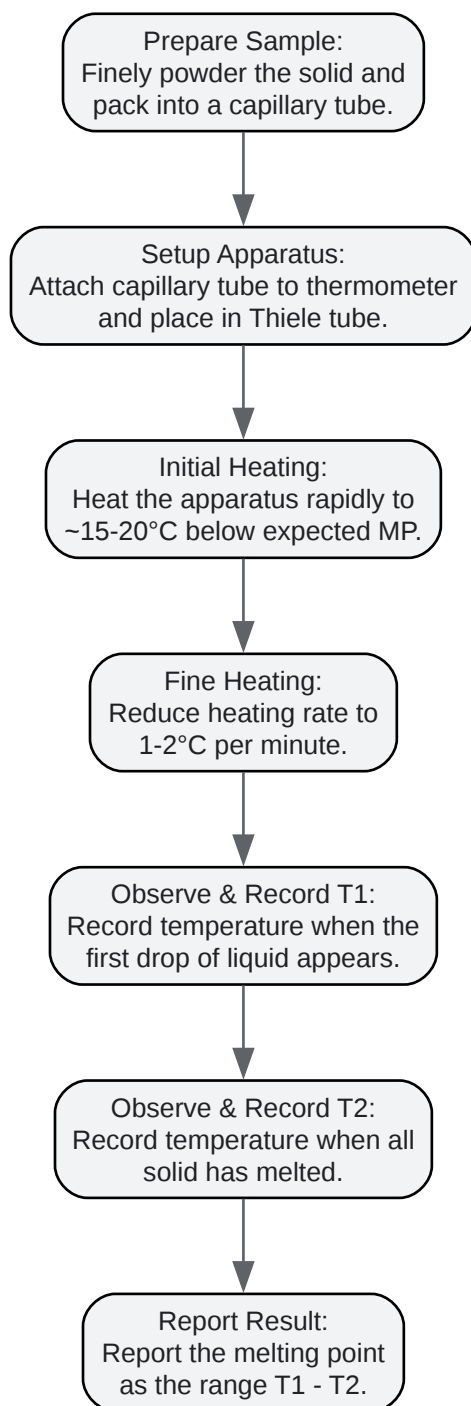 Prepare Sample:
Finely powder the solid and
pack into a capillary tube.
Setup Apparatus:
Attach capillary tube to thermometer
and place in Thiele tube.
Initial Heating:
Heat the apparatus rapidly to
~15-20°C below expected MP.
Fine Heating:
Reduce heating rate to
1-2°C per minute.
Observe & Record T1:
Record temperature when the
first drop of liquid appears.
Observe & Record T2:
Record temperature when all
solid has melted.
Report Result:
Report the melting point
as the range T1 - T2.